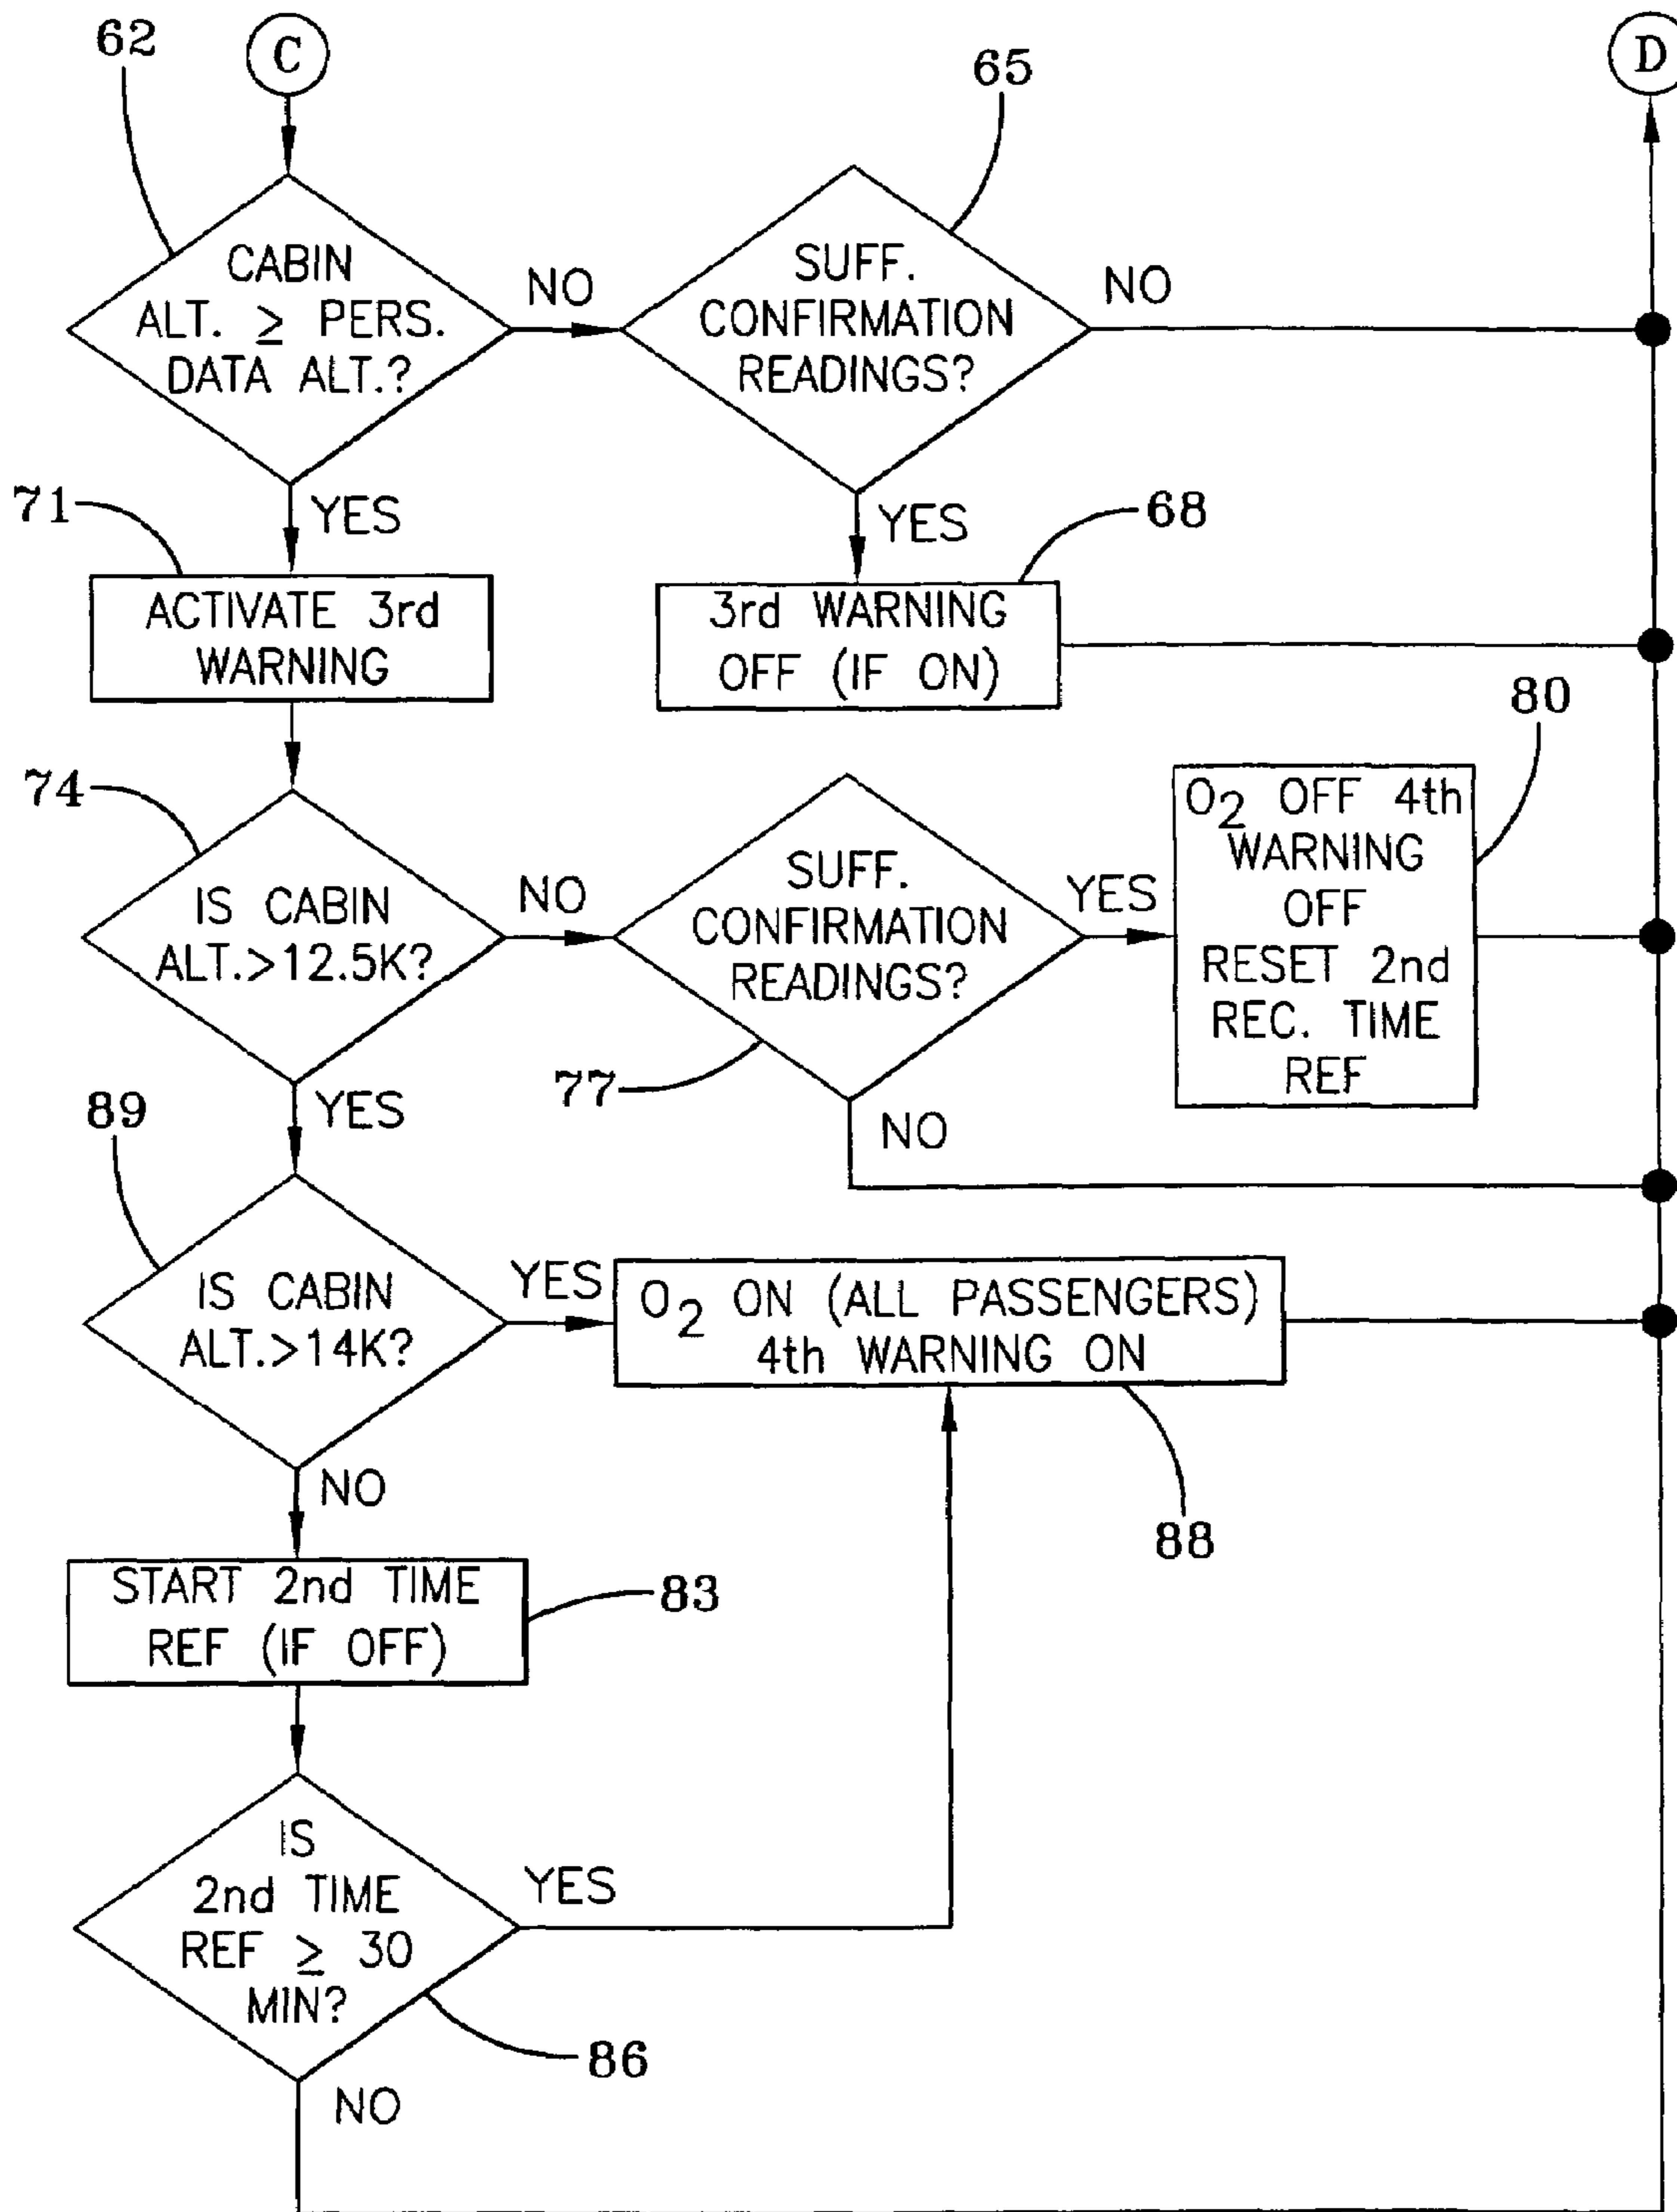 62
C
65
D
CABIN
ALT. ≥ PERS.
DATA ALT.?
NO
SUFF.
CONFIRMATION
READINGS?
NO
71
YES
YES
68
ACTIVATE 3rd
WARNING
3rd WARNING
OFF (IF ON)
80
74
IS CABIN
ALT.>12.5K?
NO
SUFF.
CONFIRMATION
READINGS?
YES
O2 OFF 4th
WARNING
OFF
RESET 2nd
REC. TIME
REF
77
NO
89
YES
IS CABIN
ALT.>14K?
YES
O2 ON (ALL PASSENGERS)
4th WARNING ON
88
NO
START 2nd TIME
REF (IF OFF)
83
IS
2nd TIME
REF ≥ 30
MIN?
YES
86
NO